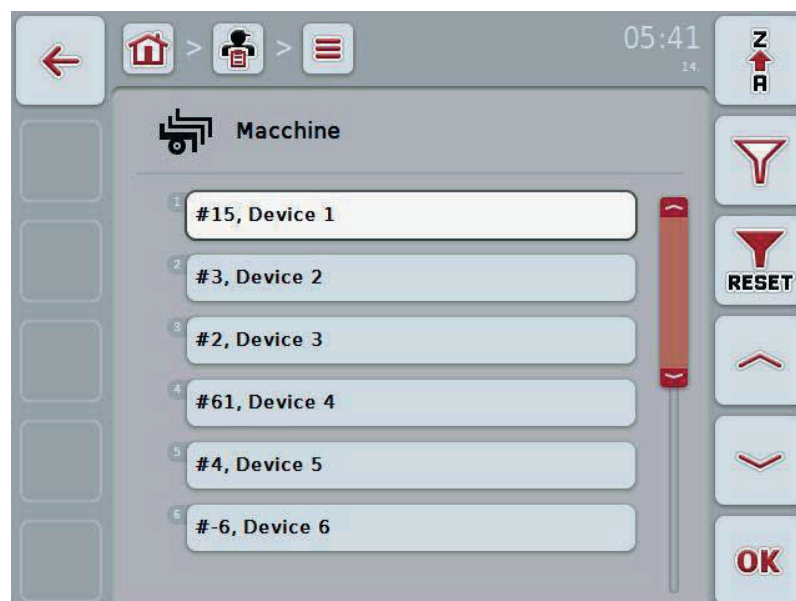 > >
05:41
14.
Z
A
Macchine
1
#15, Device 1
2
#3, Device 2
RESET
3
#2, Device 3
4
#61, Device 4
5
#4, Device 5
6
#-6, Device 6
OK